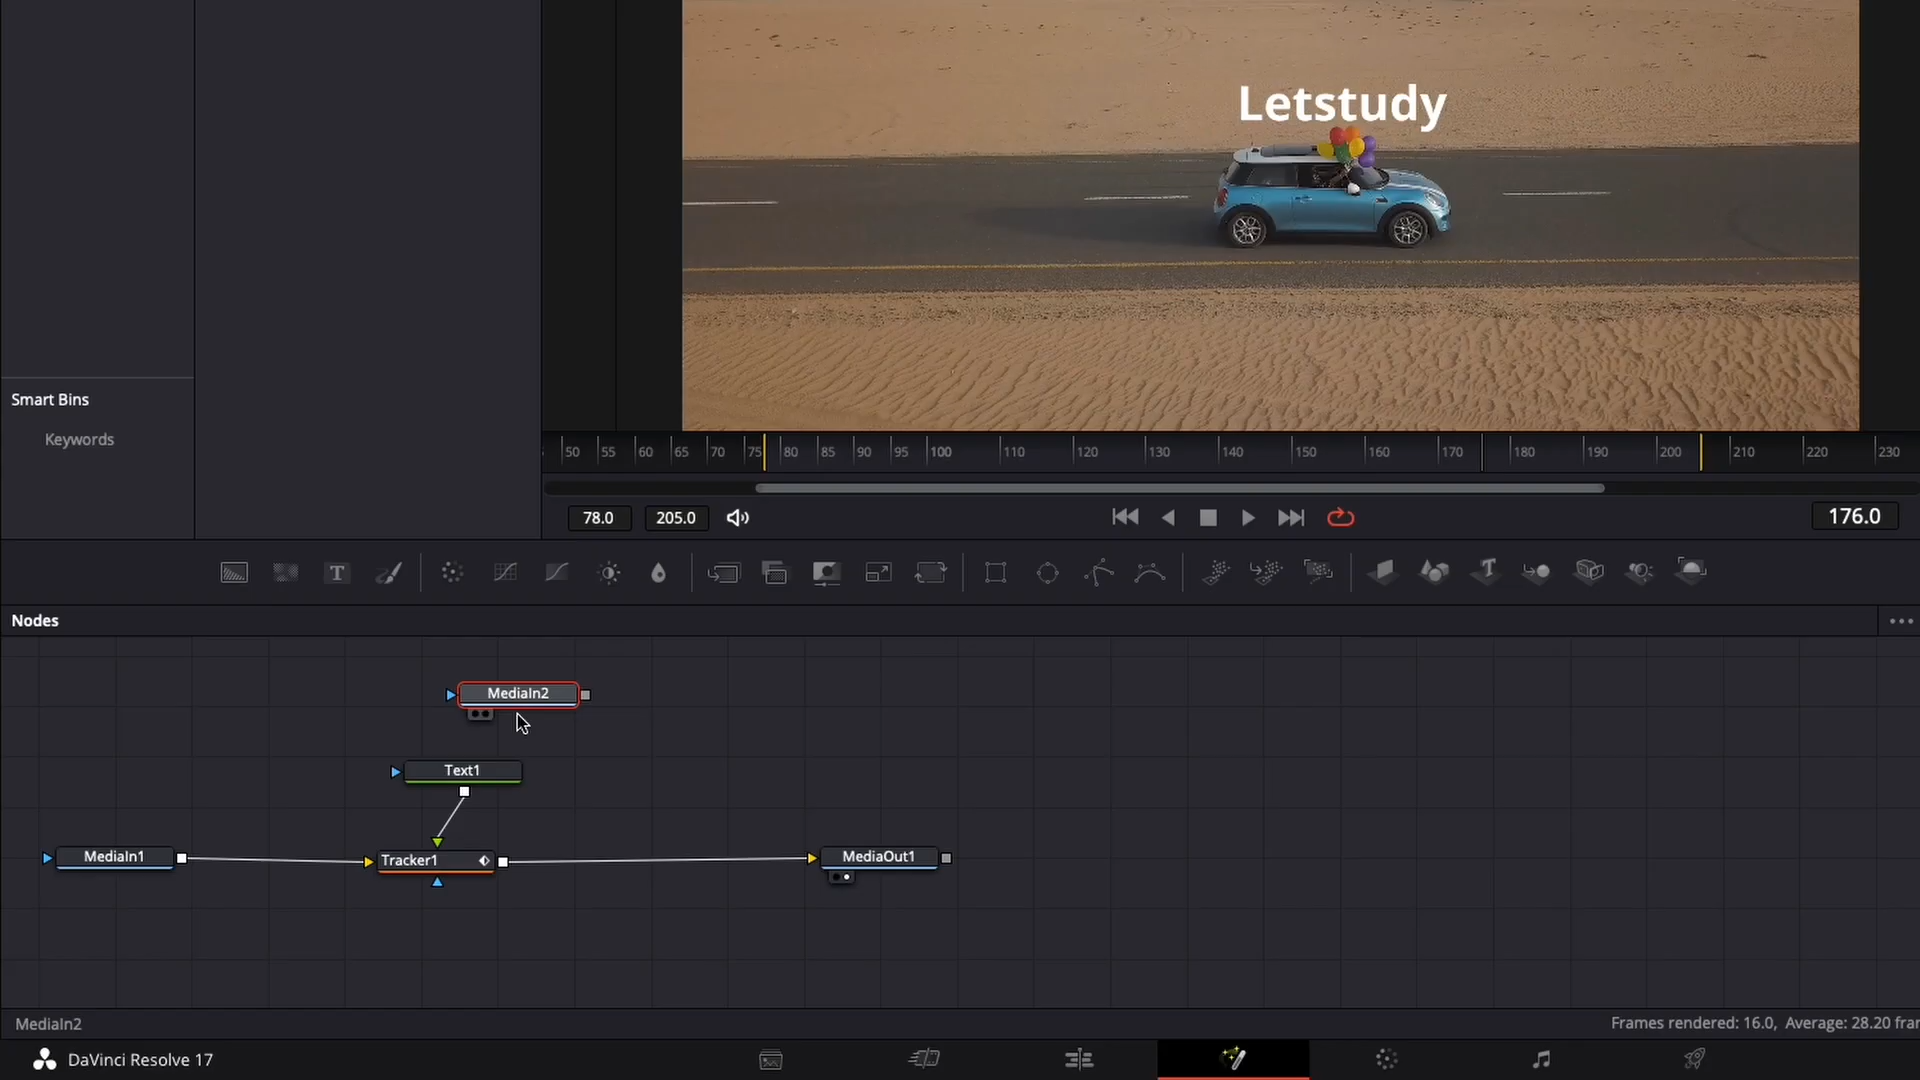 Letstudy
Smart Bins
Keywords
50 55 60 65 70 75 80 85 90 95 100 110 120 130 140 150 160 170 180 190 200 210 220 230
78.0 205.0 176.0
T
Nodes
MediaIn2
Text1
MediaIn1
Tracker1
MediaOut1
MediaIn2
Frames rendered: 16.0, Average: 28.20 frar
DaVinci Resolve 17